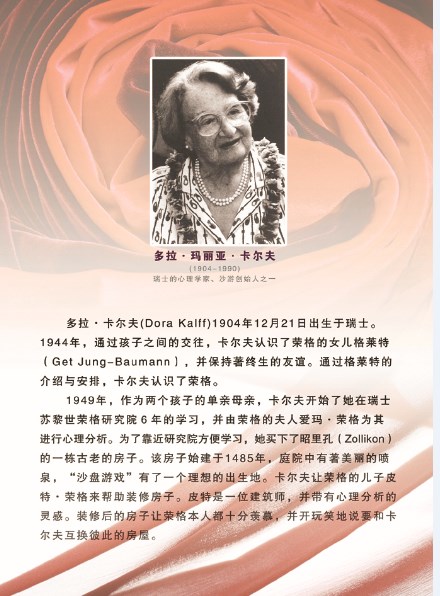 多拉·玛丽亚·卡尔夫
(1904-1990)
瑞士的心理学家、沙游创始人之一
多拉·卡尔夫(Dora Kalff)1904年12月21日出生于瑞士。
1944年，通过孩子之间的交往，卡尔夫认识了荣格的女儿格莱特
（Get Jung-Baumann），并保持著终生的友谊。通过格莱特的
介绍与安排，卡尔夫认识了荣格。
1949年，作为两个孩子的单亲母亲，卡尔夫开始了她在瑞士
苏黎世荣格研究院6年的学习，并由荣格的夫人爱玛·荣格为其
进行心理分析。为了靠近研究院方便学习，她买下了昭里孔（Zollikon）
的一栋古老的房子。该房子始建于1485年，庭院中有著美丽的喷
泉，“沙盘游戏”有了一个理想的出生地。卡尔夫让荣格的儿子皮
特·荣格来帮助装修房子。皮特是一位建筑师，并带有心理分析的
灵感。装修后的房子让荣格本人都十分羡慕，并开玩笑地说要和卡
尔夫互换彼此的房屋。